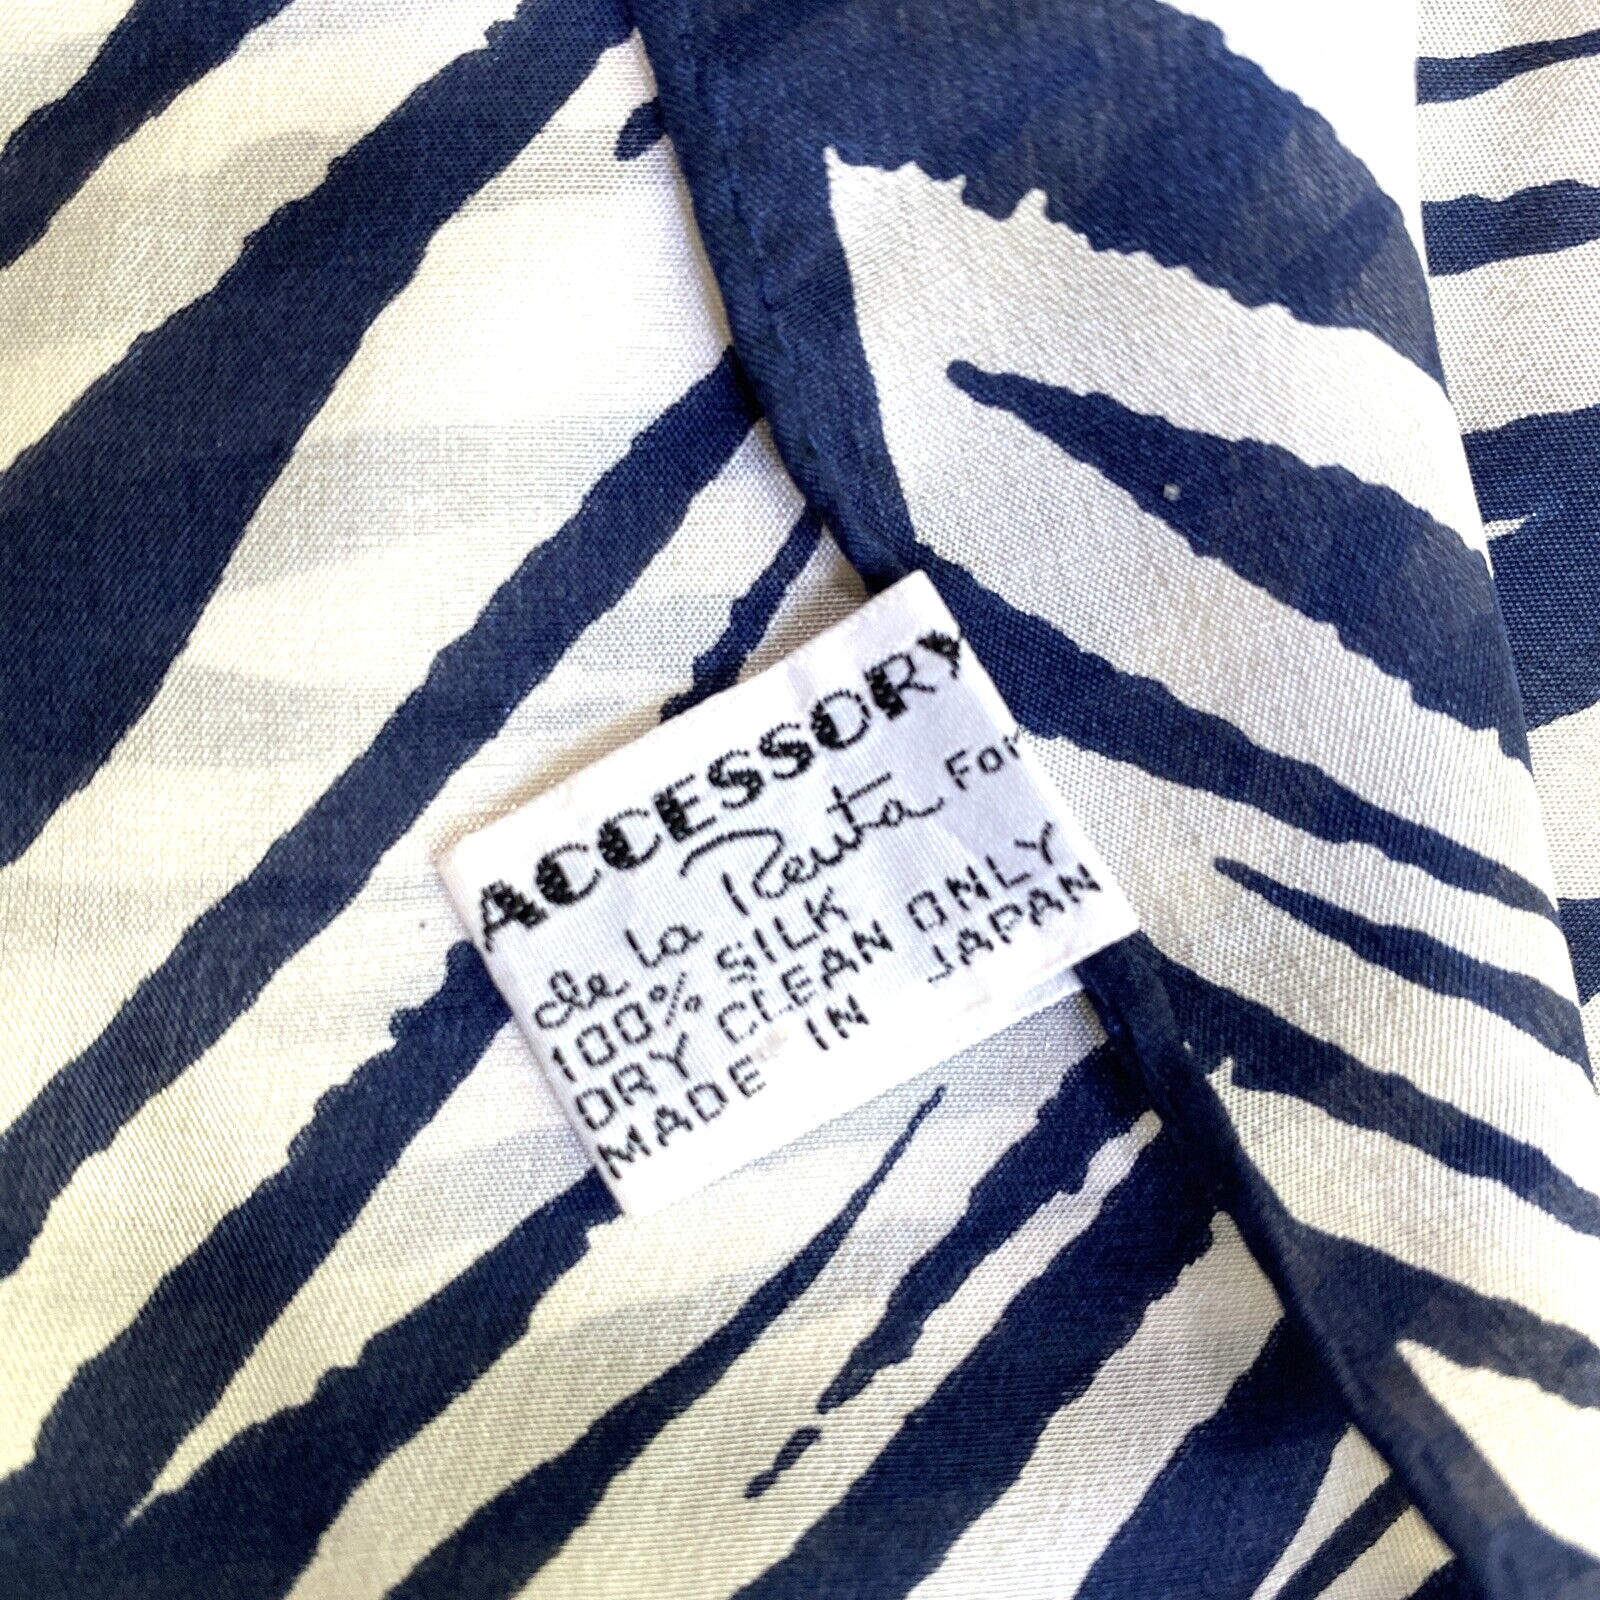 ACCESSORY
de la Renta For
100% SILK
DRY CLEAN ONLY
MADE IN JAPAN